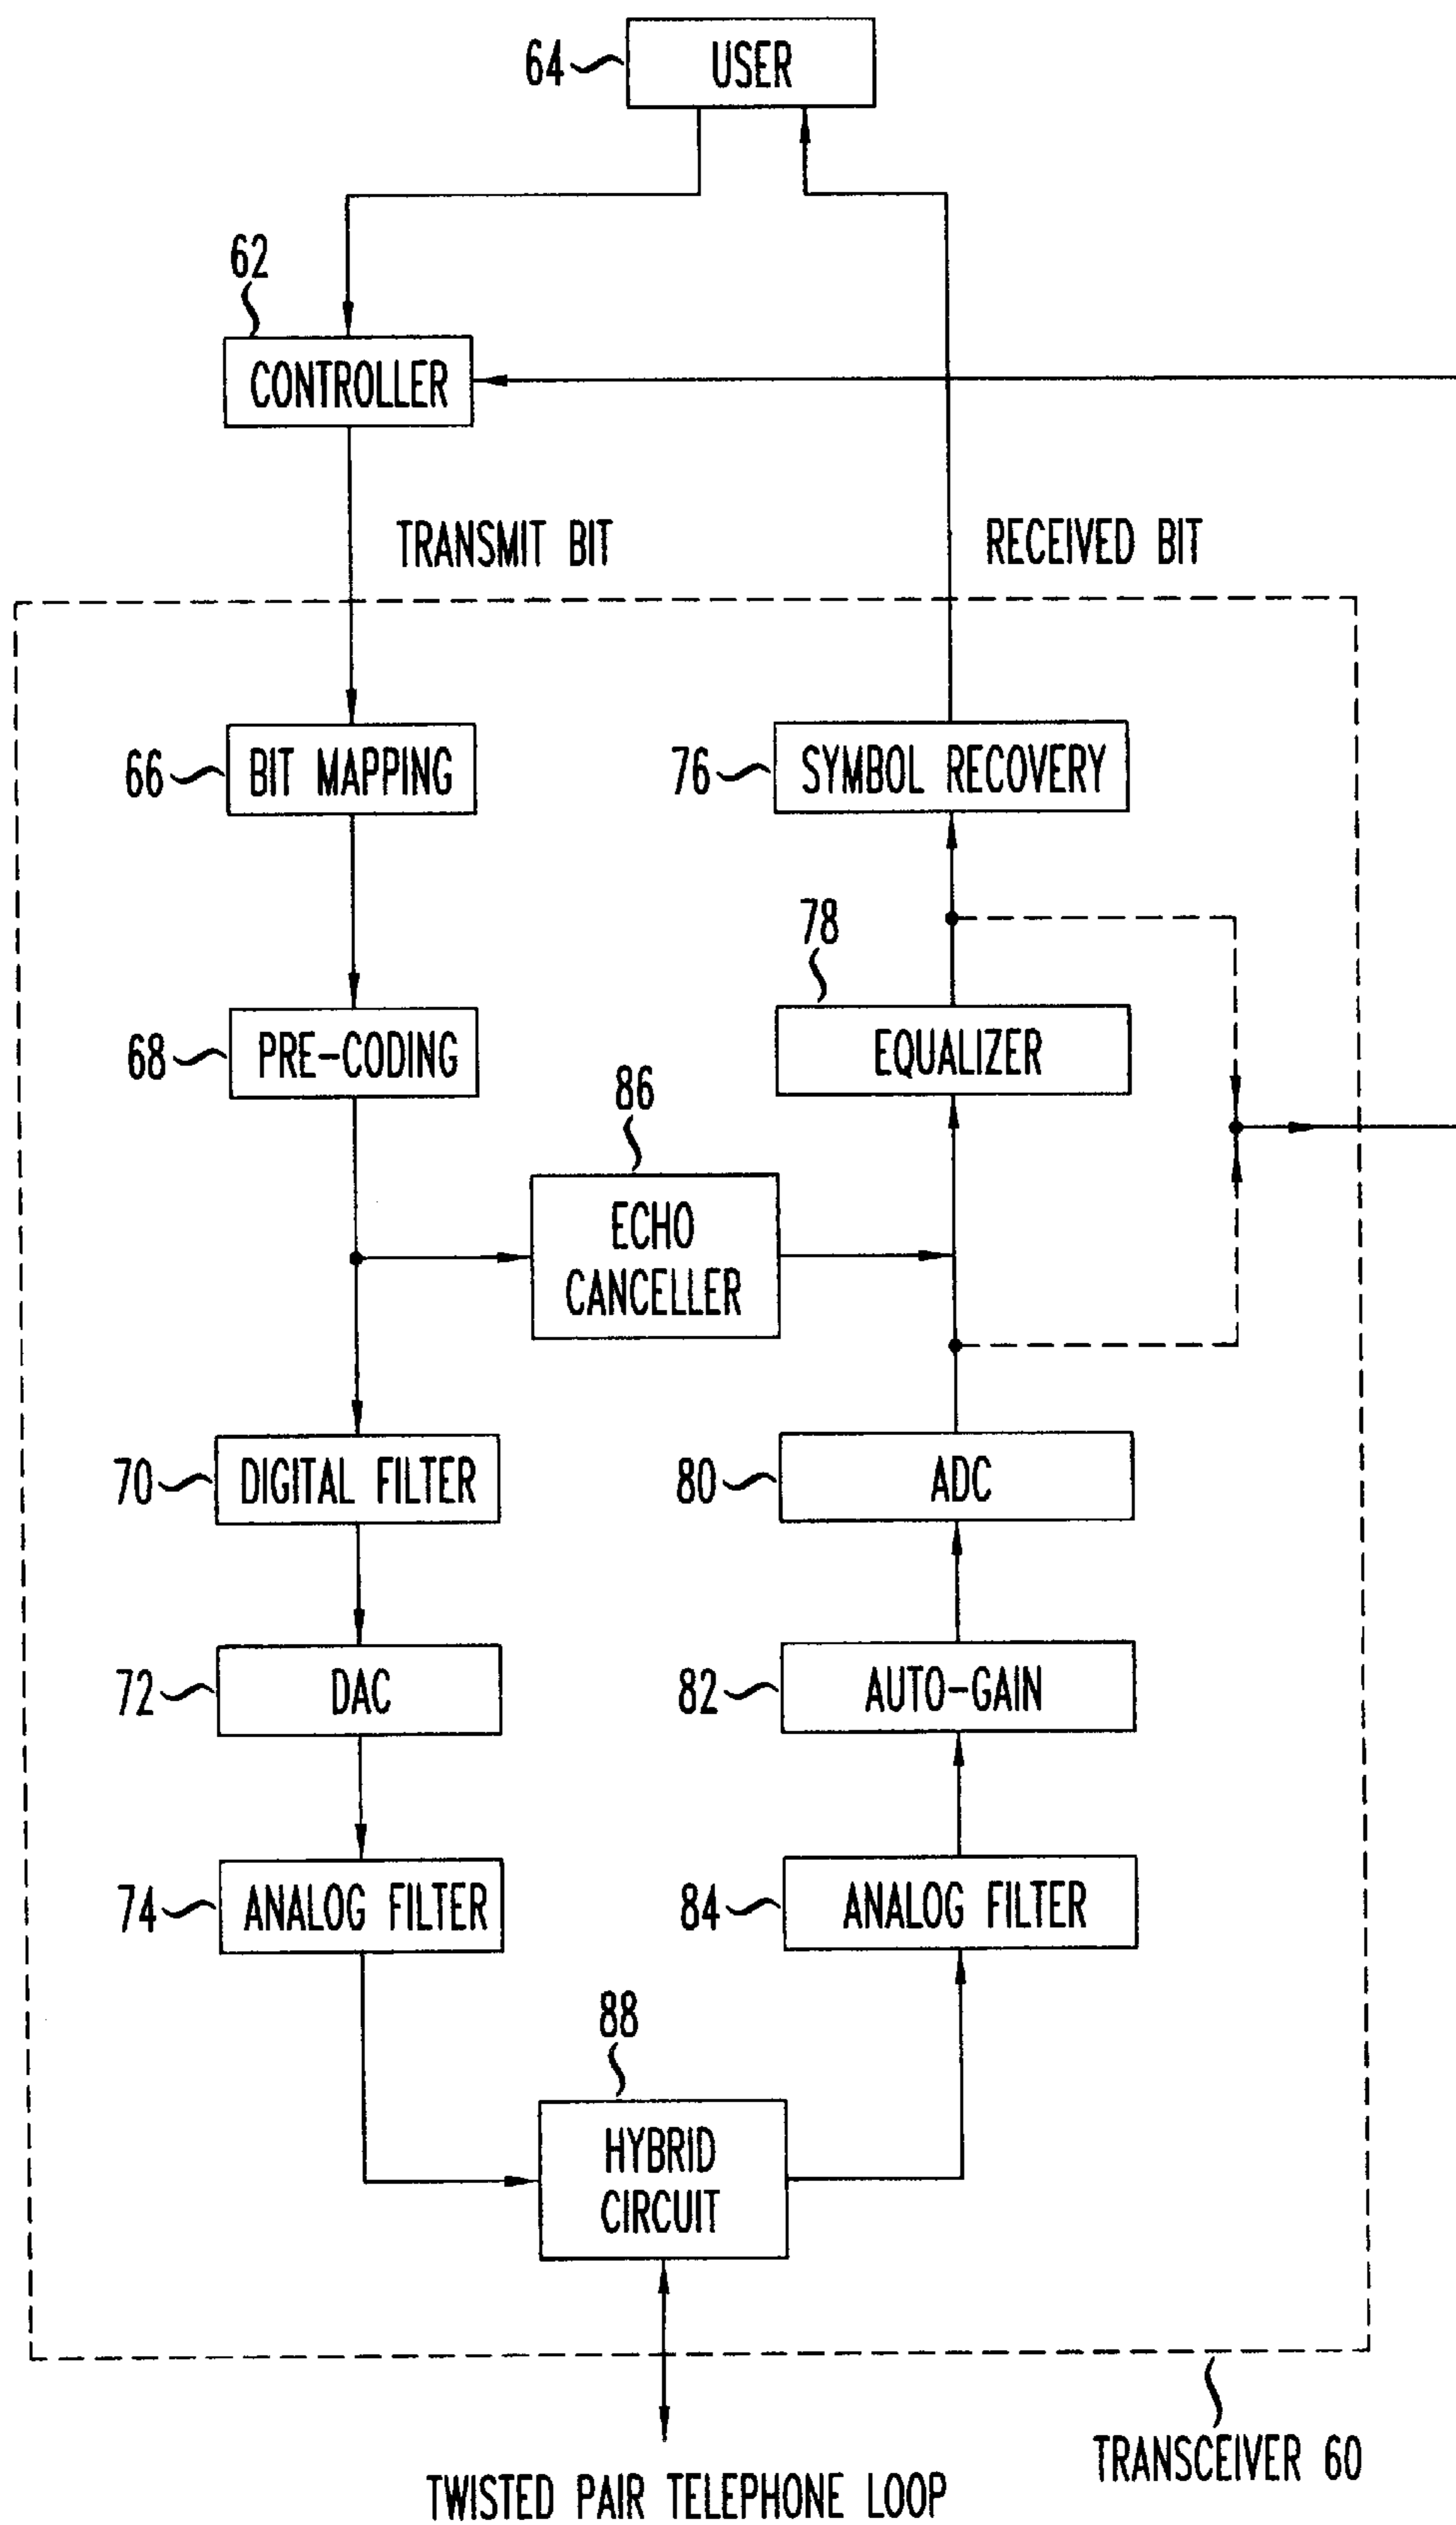 64
USER
62
CONTROLLER
TRANSMIT BIT
RECEIVED BIT
66
BIT MAPPING
76
SYMBOL RECOVERY
78
68
PRE-CODING
EQUALIZER
86
ECHO
CANCELLER
70
DIGITAL FILTER
80
ADC
72
DAC
82
AUTO-GAIN
74
ANALOG FILTER
84
ANALOG FILTER
88
HYBRID
CIRCUIT
TRANSCEIVER 60
TWISTED PAIR TELEPHONE LOOP